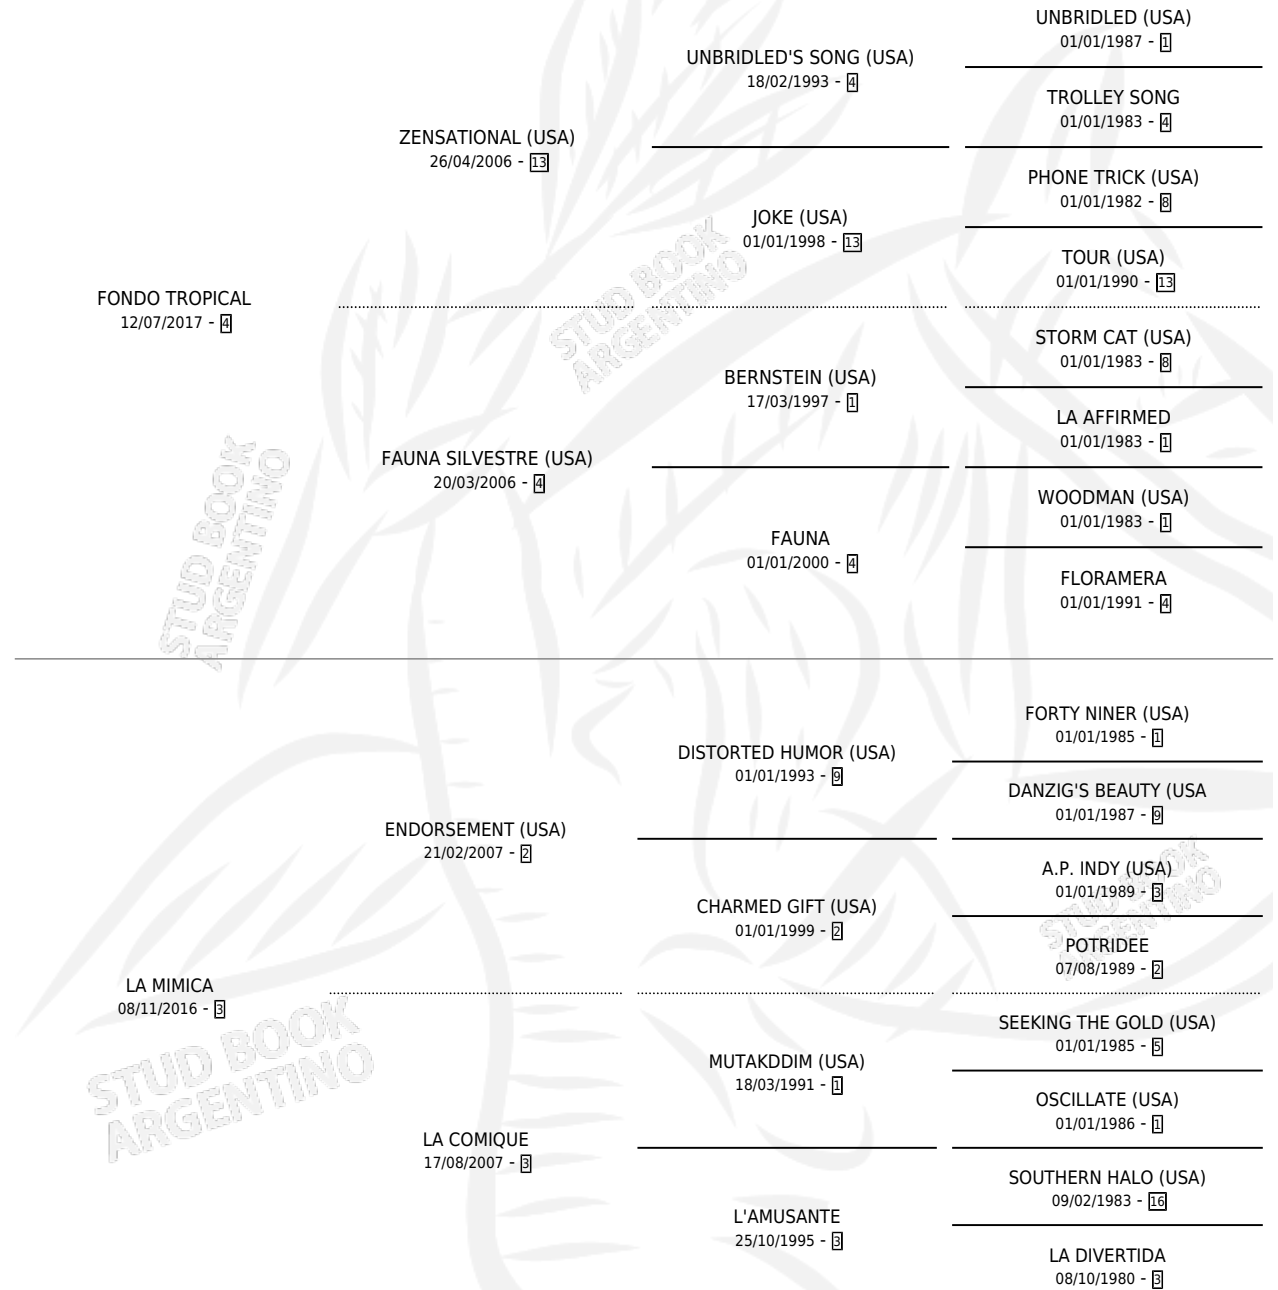 UNBRIDLED (USA)
01/01/1987 - 1
UNBRIDLED'S SONG (USA)
18/02/1993 - 4
TROLLEY SONG
01/01/1983 - 4
ZENSATIONAL (USA)
26/04/2006 - 13
PHONE TRICK (USA)
01/01/1982 - 8
JOKE (USA)
01/01/1998 - 13
TOUR (USA)
01/01/1990 - 13
FONDO TROPICAL
12/07/2017 - 4
STUD BOOK
ARGENTINO
STORM CAT (USA)
01/01/1983 - 8
BERNSTEIN (USA)
17/03/1997 - 1
LA AFFIRMED
01/01/1983 - 1
FAUNA SILVESTRE (USA)
20/03/2006 - 4
WOODMAN (USA)
01/01/1983 - 1
FAUNA
01/01/2000 - 4
FLORAMERA
01/01/1991 - 4
STUD BOOK
ARGENTINO
FORTY NINER (USA)
01/01/1985 - 1
DISTORTED HUMOR (USA)
01/01/1993 - 9
DANZIG'S BEAUTY (USA
01/01/1987 - 9
ENDORSEMENT (USA)
21/02/2007 - 2
A.P. INDY (USA)
01/01/1989 - 3
CHARMED GIFT (USA)
01/01/1999 - 2
POTRIDEE
07/08/1989 - 2
STUD BOOK
ARGENTINO
LA MIMICA
08/11/2016 - 3
SEEKING THE GOLD (USA)
01/01/1985 - 5
MUTAKDDIM (USA)
18/03/1991 - 1
OSCILLATE (USA)
01/01/1986 - 1
STUD BOOK
ARGENTINO
LA COMIQUE
17/08/2007 - 3
SOUTHERN HALO (USA)
09/02/1983 - 16
L'AMUSANTE
25/10/1995 - 3
LA DIVERTIDA
08/10/1980 - 3